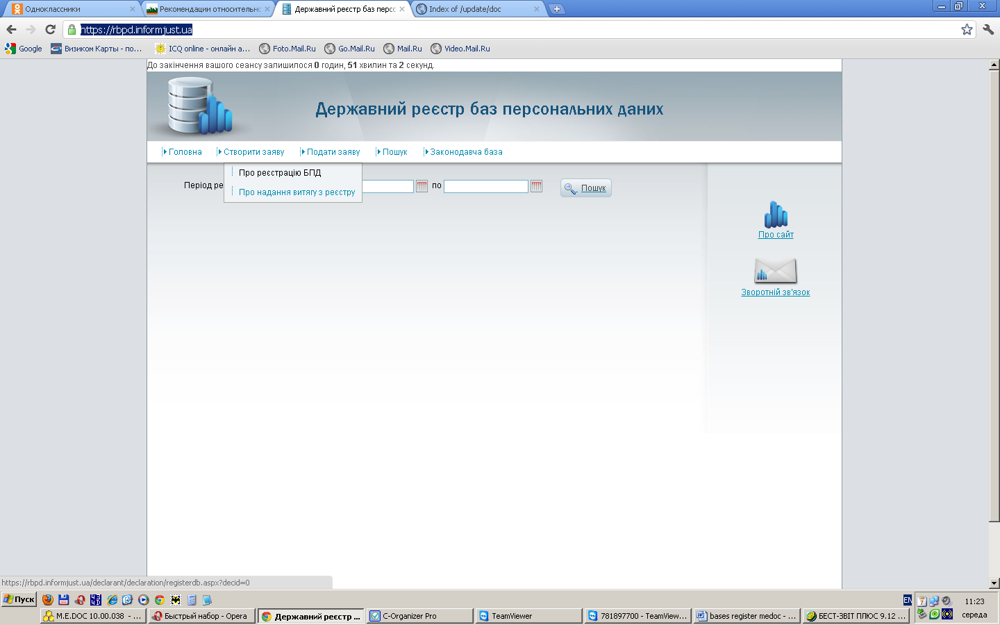 Одноклассники
Рекомендации относительно
Державний реєстр баз персо
Index of /update/doc
https://rbpd.informjust.ua
Google
Визиком Карты - по...
ICQ online - онлайн а...
Foto.Mail.Ru
Go.Mail.Ru
Mail.Ru
Video.Mail.Ru
До закінчення вашого сеансу залишилося 0 годин, 51 хвилин та 2 секунд.
Державний реєстр баз персональних даних
Головна
Створити заяву
Подати заяву
Пошук
Законодавча база
Про реєстрацію БПД
Про надання витягу з реєстру
Період ре
по
Пошук
Про сайт
Зворотній зв'язок
https://rbpd.informjust.ua/declarant/declaration/registerdb.aspx?decid=0
Пуск
EN
11:23
M.E.DOC 10.00.038 - ...
Быстрый набор - Opera
Державний реєстр ...
C-Organizer Pro
TeamViewer
781897700 - TeamView...
bases register medoc - ...
БЕСТ-ЗВІТ ПЛЮС 9.12 ...
середа